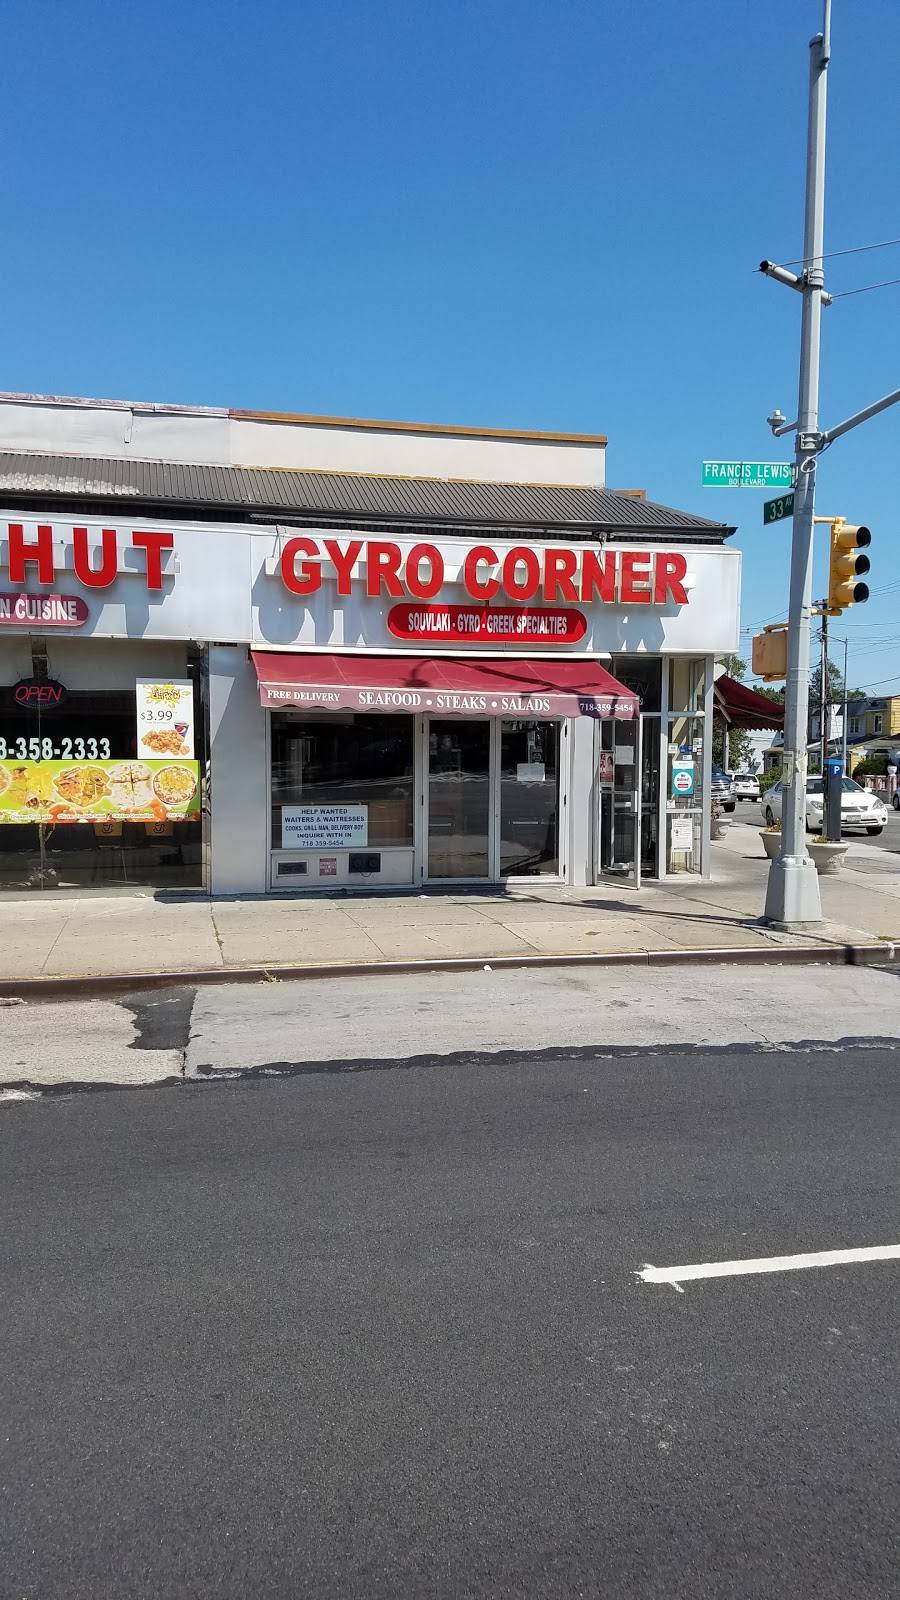 FRANCIS LEWIS
BOULEVARD
33 AV
HUT
N CUISINE
GYRO CORNER
SOUVLAKI - GYRO - GREEK SPECIALTIES
OPEN
$3.99
8-358-2333
FREE DELIVERY SEAFOOD • STEAKS • SALADS 718-359-5454
HELP WANTED
WAITERS & WAITRESSES
COOKS, GRILL MAN, DELIVERY BOY
INQUIRE WITH IN
718 359-5454
P